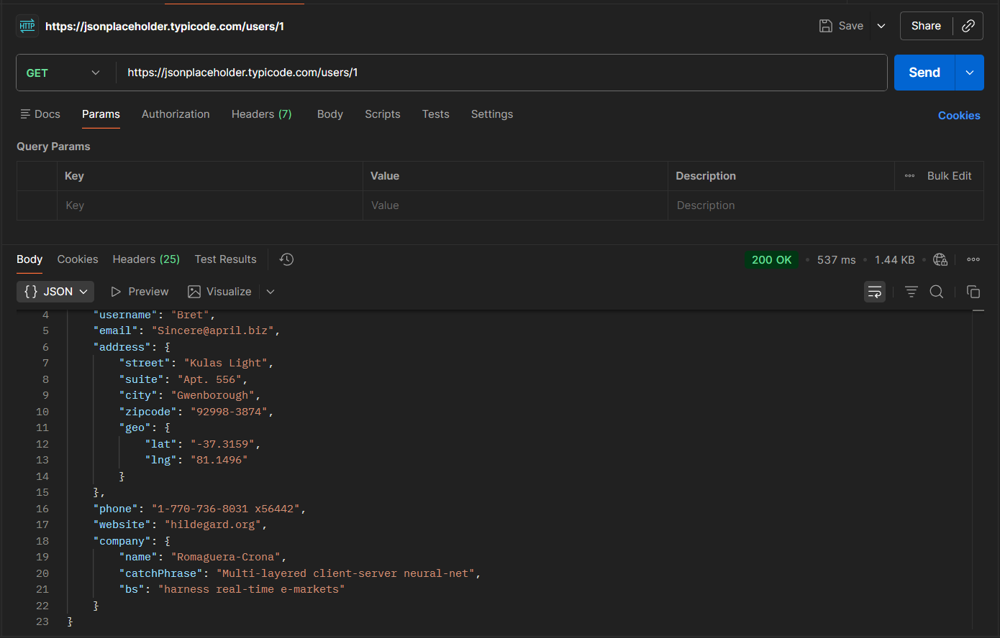 HTTP https://jsonplaceholder.typicode.com/users/1 Save Share
GET https://jsonplaceholder.typicode.com/users/1 Send
Docs Params Authorization Headers (7) Body Scripts Tests Settings Cookies
Query Params
Key Value Description Bulk Edit
Key Value Description
Body Cookies Headers (25) Test Results 200 OK • 537 ms • 1.44 KB •
{} JSON Preview Visualize
4 "username": "Bret",
5 "email": "Sincere@april.biz",
6 "address": {
7 "street": "Kulas Light",
8 "suite": "Apt. 556",
9 "city": "Gwenborough",
10 "zipcode": "92998-3874",
11 "geo": {
12 "lat": "-37.3159",
13 "lng": "81.1496"
14 }
15 },
16 "phone": "1-770-736-8031 x56442",
17 "website": "hildegard.org",
18 "company": {
19 "name": "Romaguera-Crona",
20 "catchPhrase": "Multi-layered client-server neural-net",
21 "bs": "harness real-time e-markets"
22 }
23 }